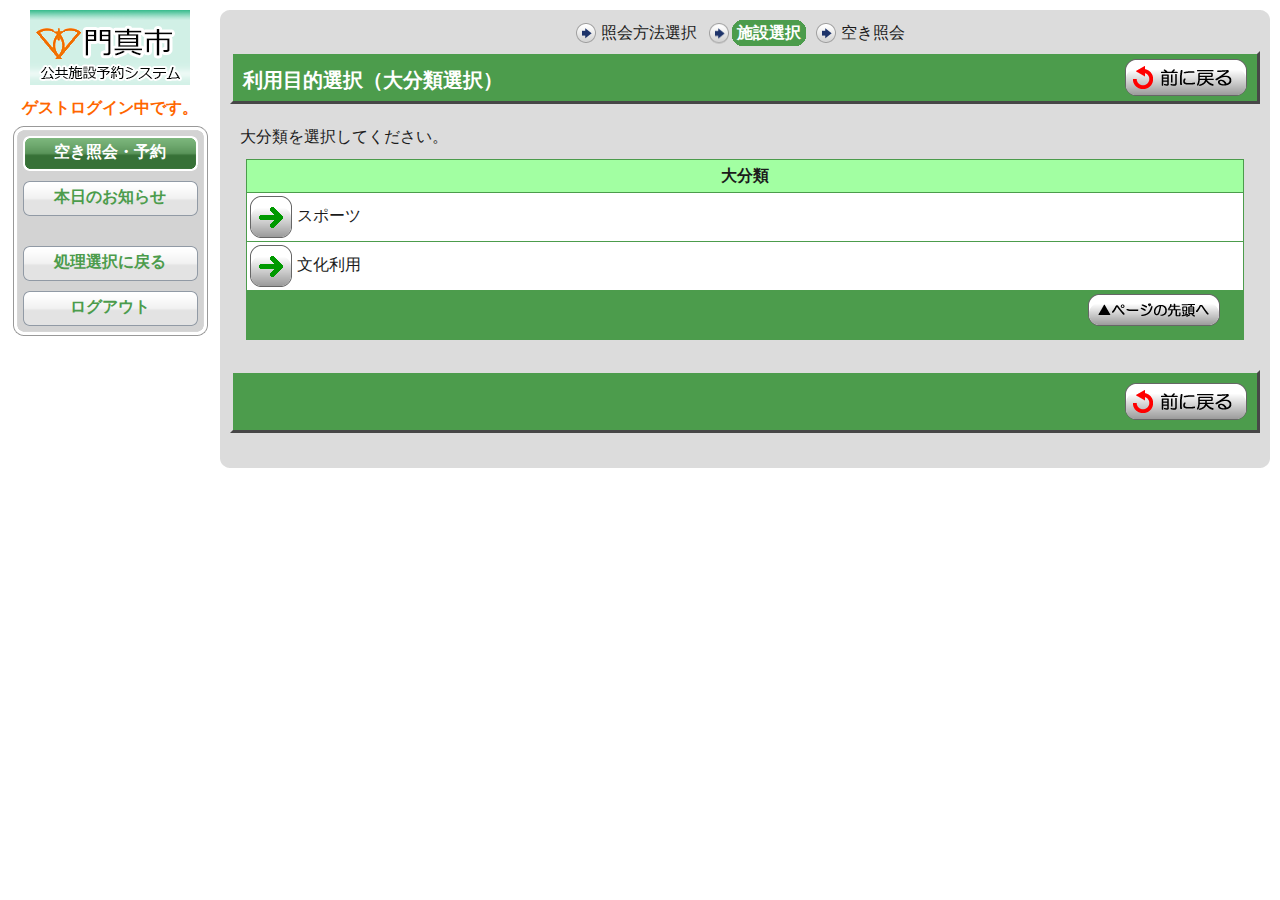 門真市
公共施設予約システム
ゲストログイン中です。
空き照会・予約
本日のお知らせ
処理選択に戻る
ログアウト
照会方法選択 施設選択 空き照会
利用目的選択（大分類選択） 前に戻る
大分類を選択してください。
大分類
スポーツ
文化利用
▲ページの先頭へ
前に戻る